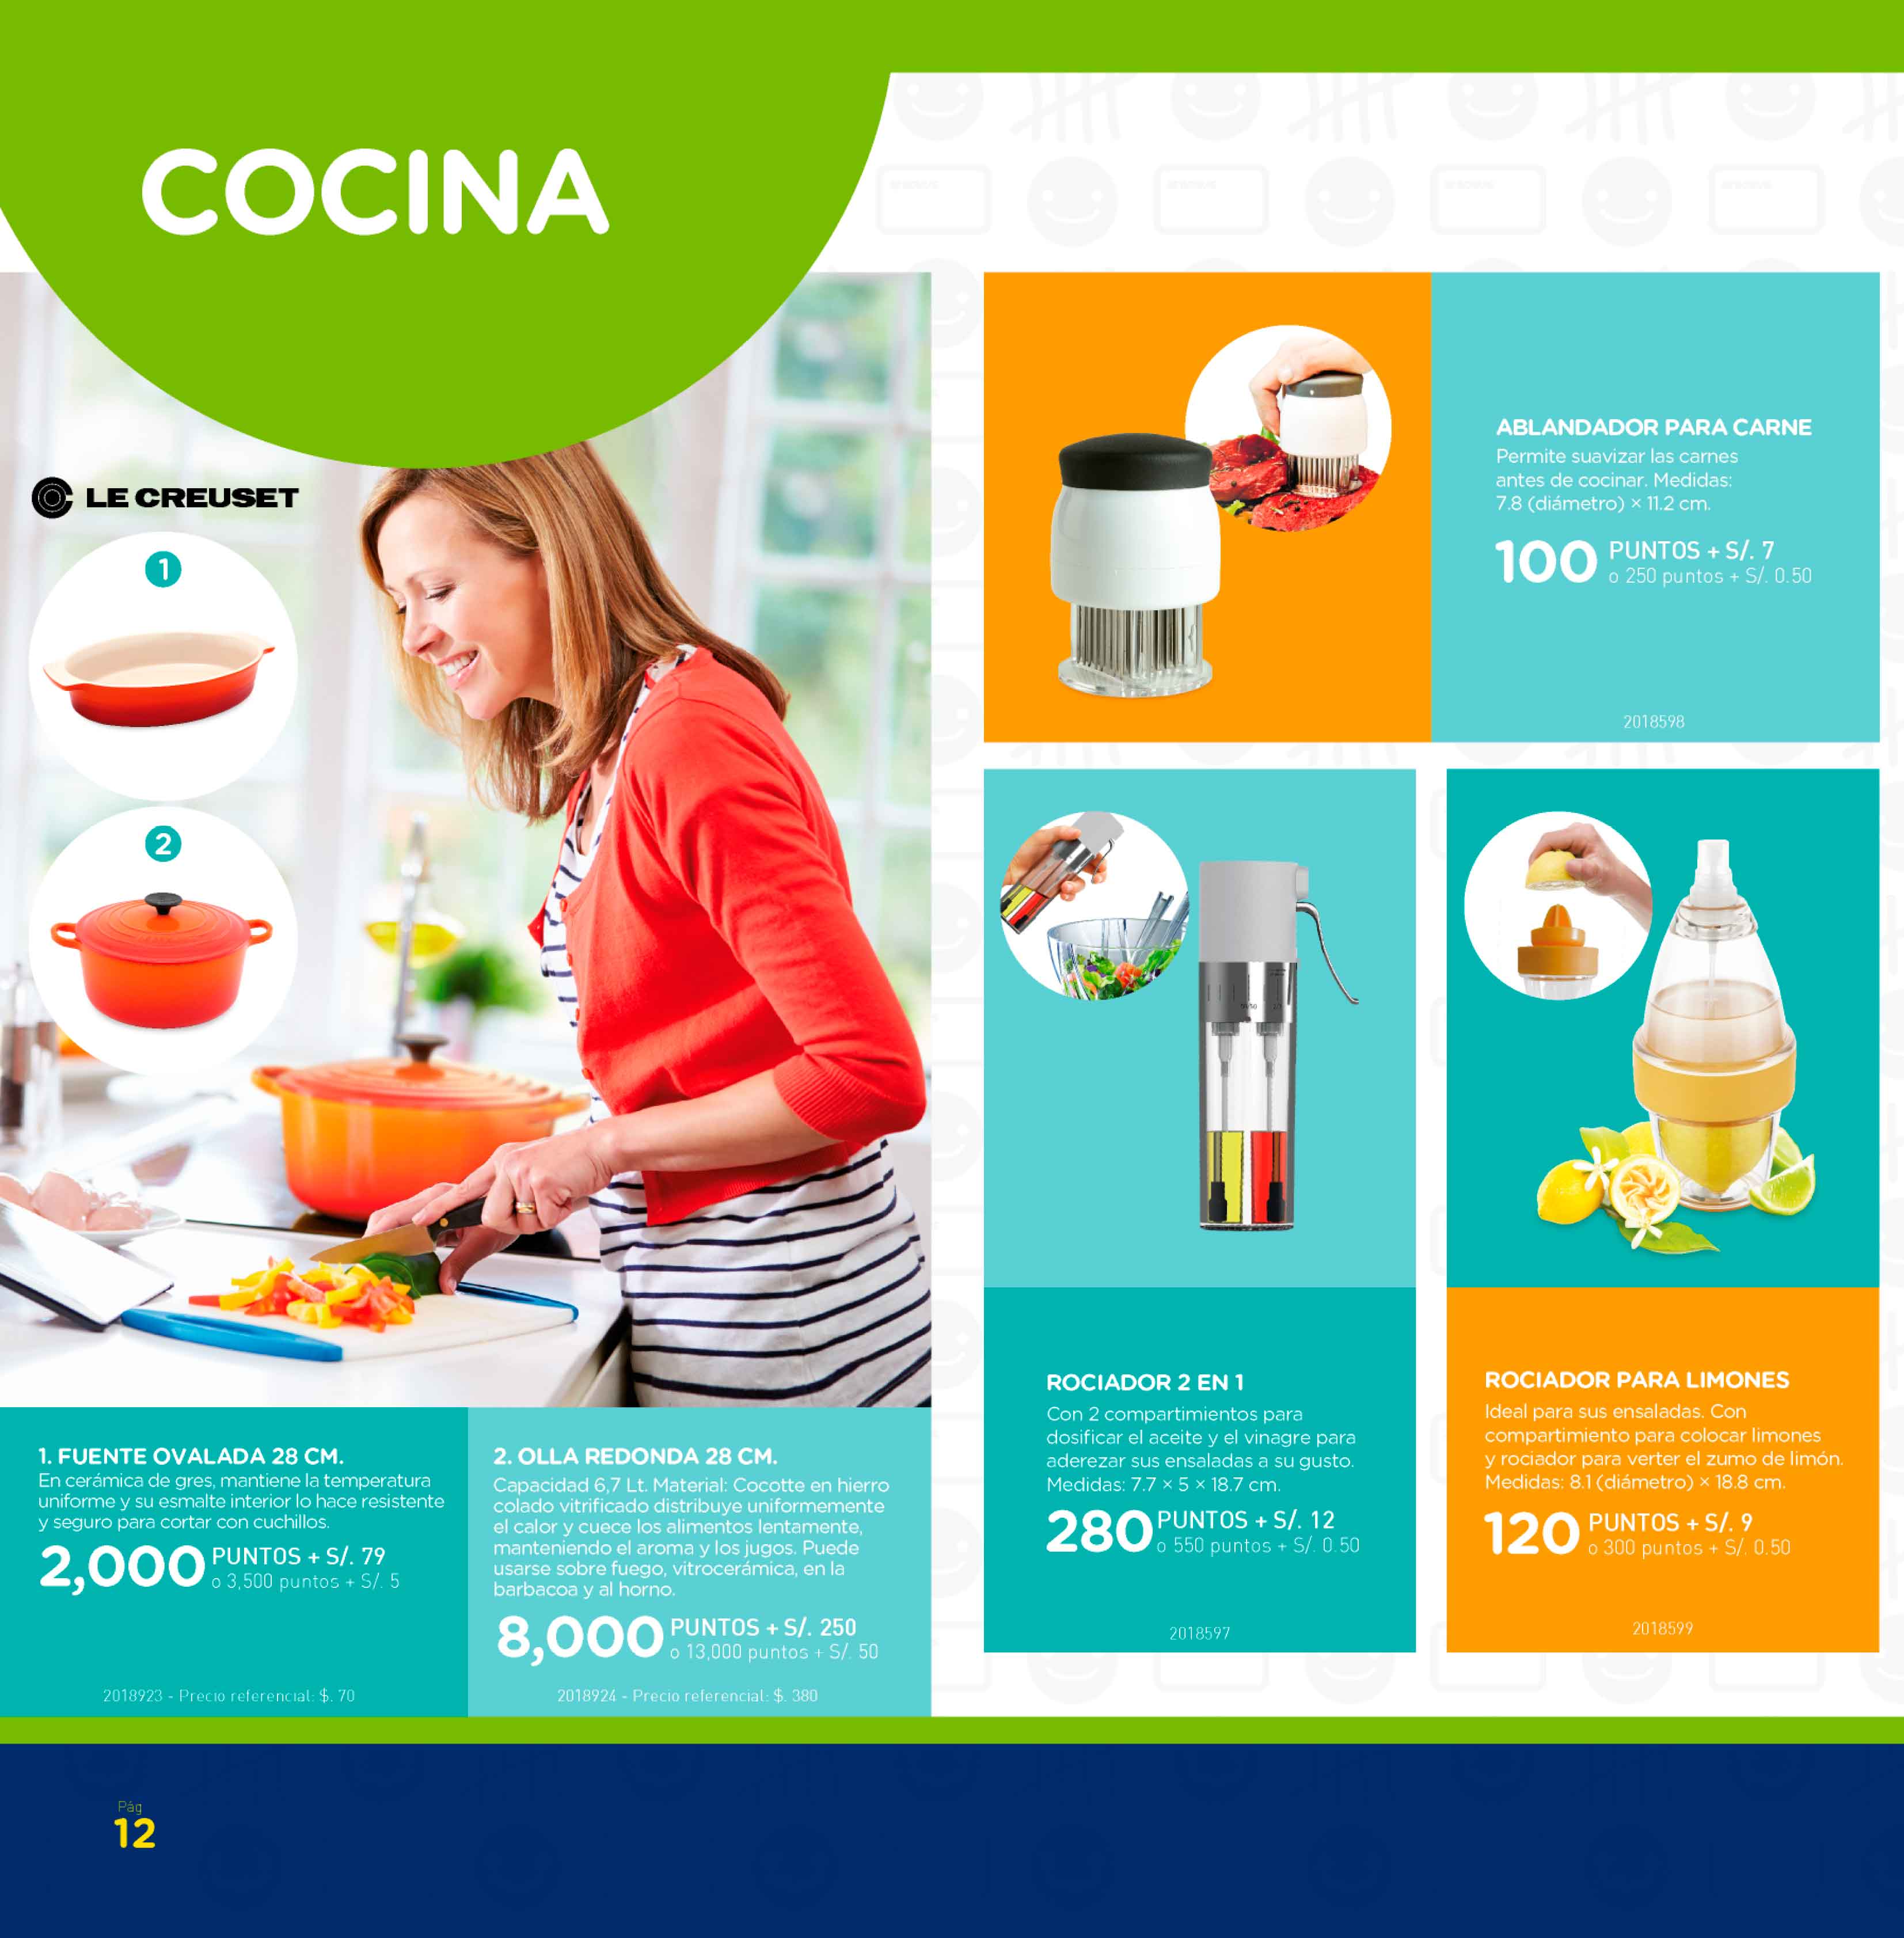 COCINA
LE CREUSET
1
2
1. FUENTE OVALADA 28 CM.
En cerámica de gres, mantiene la temperatura
uniforme y su esmalte interior lo hace resistente
y seguro para cortar con cuchillos.
2,000 PUNTOS + S/. 79
o 3,500 puntos + S/. 5
2018923 - Precio referencial: $. 70
2. OLLA REDONDA 28 CM.
Capacidad 6,7 Lt. Material: Cocotte en hierro
colado vitrificado distribuye uniformemente
el calor y cuece los alimentos lentamente,
manteniendo el aroma y los jugos. Puede
usarse sobre fuego, vitrocerámica, en la
barbacoa y al horno.
8,000 PUNTOS + S/. 250
o 13,000 puntos + S/. 50
2018924 - Precio referencial: $. 380
ABLANDADOR PARA CARNE
Permite suavizar las carnes
antes de cocinar. Medidas:
7.8 (diámetro) × 11.2 cm.
100 PUNTOS + S/. 7
o 250 puntos + S/. 0.50
2018598
ROCIADOR 2 EN 1
Con 2 compartimientos para
dosificar el aceite y el vinagre para
aderezar sus ensaladas a su gusto.
Medidas: 7.7 × 5 × 18.7 cm.
280 PUNTOS + S/. 12
o 550 puntos + S/. 0.50
2018597
ROCIADOR PARA LIMONES
Ideal para sus ensaladas. Con
compartimiento para colocar limones
y rociador para verter el zumo de limón.
Medidas: 8.1 (diámetro) × 18.8 cm.
120 PUNTOS + S/. 9
o 300 puntos + S/. 0.50
2018599
Pág
12